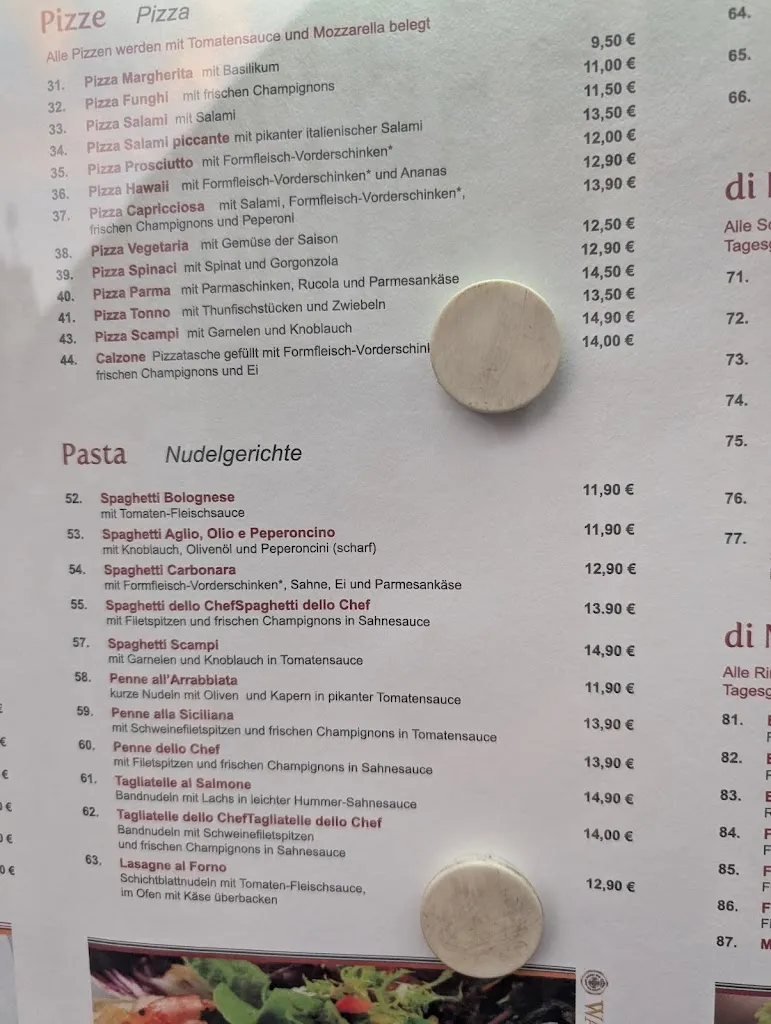 Pizze Pizza
Alle Pizzen werden mit Tomatensauce und Mozzarella belegt
31. Pizza Margherita mit Basilikum 9,50 €
32. Pizza Funghi mit frischen Champignons 11,00 €
33. Pizza Salami mit Salami 11,50 €
34. Pizza Salami piccante mit pikanter italienischer Salami 13,50 €
35. Pizza Prosciutto mit Formfleisch-Vorderschinken* 12,00 €
36. Pizza Hawaii mit Formfleisch-Vorderschinken* und Ananas 12,90 €
37. Pizza Capricciosa mit Salami, Formfleisch-Vorderschinken*, 13,90 €
frischen Champignons und Peperoni
38. Pizza Vegetaria mit Gemüse der Saison 12,50 €
39. Pizza Spinaci mit Spinat und Gorgonzola 12,90 €
40. Pizza Parma mit Parmaschinken, Rucola und Parmesankäse 14,50 €
41. Pizza Tonno mit Thunfischstücken und Zwiebeln 13,50 €
43. Pizza Scampi mit Garnelen und Knoblauch 14,90 €
44. Calzone Pizzatasche gefüllt mit Formfleisch-Vorderschin 14,00 €
frischen Champignons und Ei
Pasta Nudelgerichte
52. Spaghetti Bolognese 11,90 €
mit Tomaten-Fleischsauce
53. Spaghetti Aglio, Olio e Peperoncino 11,90 €
mit Knoblauch, Olivenöl und Peperoncini (scharf)
54. Spaghetti Carbonara 12,90 €
mit Formfleisch-Vorderschinken*, Sahne, Ei und Parmesankäse
55. Spaghetti dello ChefSpaghetti dello Chef 13.90 €
mit Filetspitzen und frischen Champignons in Sahnesauce
57. Spaghetti Scampi 14,90 €
mit Garnelen und Knoblauch in Tomatensauce
58. Penne all'Arrabbiata 11,90 €
kurze Nudeln mit Oliven und Kapern in pikanter Tomatensauce
59. Penne alla Siciliana 13,90 €
mit Schweinefiletspitzen und frischen Champignons in Tomatensauce
60. Penne dello Chef 13,90 €
mit Filetspitzen und frischen Champignons in Sahnesauce
61. Tagliatelle al Salmone 14,90 €
Bandnudeln mit Lachs in leichter Hummer-Sahnesauce
62. Tagliatelle dello ChefTagliatelle dello Chef 14,00 €
Bandnudeln mit Schweinefiletspitzen
und frischen Champignons in Sahnesauce
63. Lasagne al Forno 12,90 €
Schichtblattnudeln mit Tomaten-Fleischsauce,
im Ofen mit Käse überbacken
64.
65.
66.
di
Alle
Tages
71.
72.
73.
74.
75.
76.
77.
di
Alle
Tages
81.
82.
83.
84.
85.
86.
87.